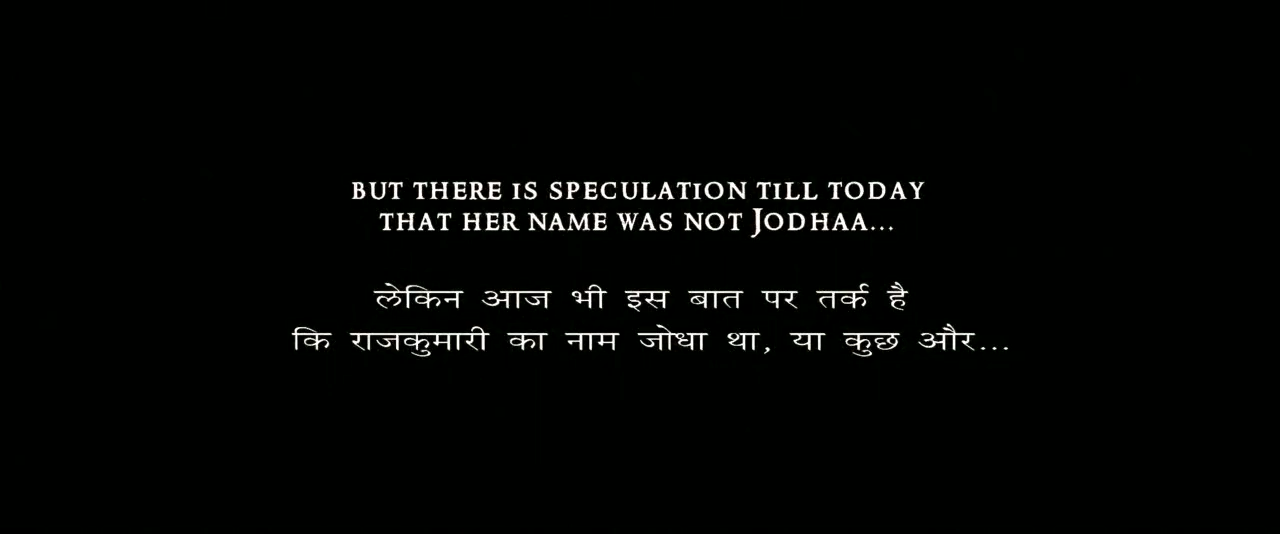 BUT THERE IS SPECULATION TILL TODAY
THAT HER NAME WAS NOT JODHAA...
लेकिन आज भी इस बात पर तर्क है
कि राजकुमारी का नाम जोधा था, या कुछ और...